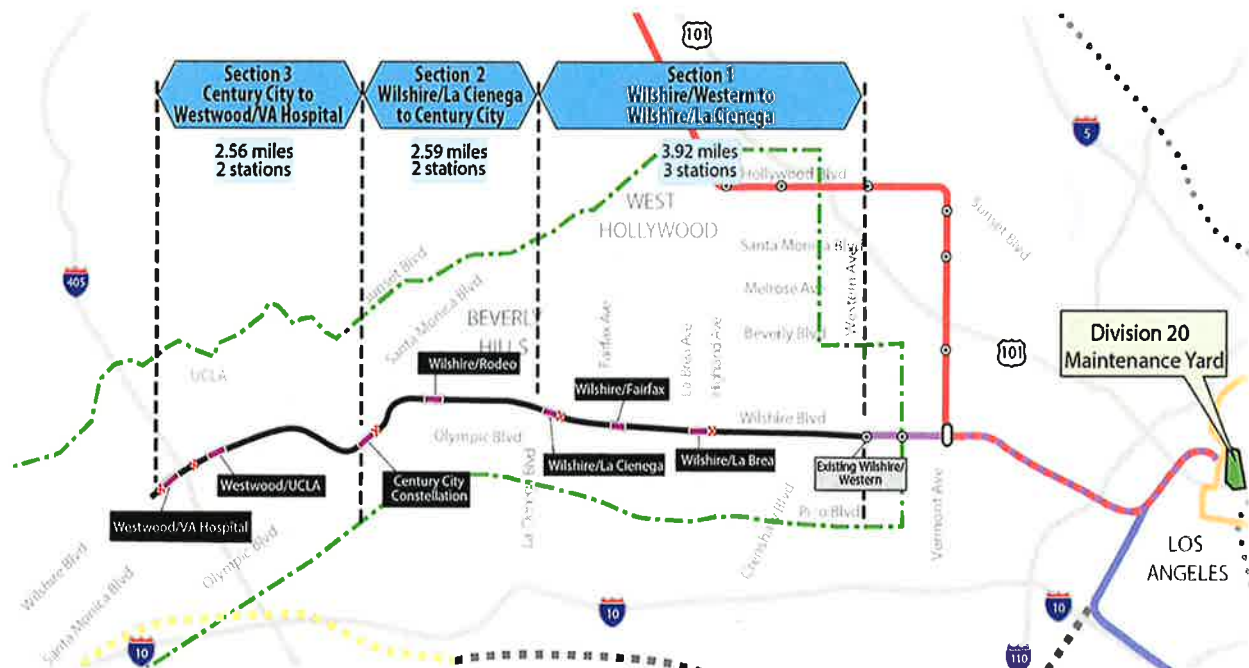 101
Section 3
Century City to
Westwood/VA Hospital
Section 2
Wilshire/La Cienega
to Century City
Section 1
Wilshire/Western to
Wilshire/La Cienega
2.56 miles
2 stations
2.59 miles
2 stations
3.92 miles
3 stations
5
Hollywood Blvd
WEST
HOLLYWOOD
Sunset Blvd
Santa Monica Blvd
Western Ave
Melrose Ave
405
Sunset Blvd
Santa Monica Blvd
BEVERLY
HILLS
Fairfax Ave
La Brea Ave
Highland Ave
Beverly Blvd
101
Division 20
Maintenance Yard
UCLA
Wilshire/Rodeo
Wilshire/Fairfax
Wilshire Blvd
Olympic Blvd
Wilshire/La Cienega
Wilshire/La Brea
Existing Wilshire/
Western
Westwood/UCLA
Century City
Constellation
Westwood/VA Hospital
La Cienega Blvd
Crenshaw Blvd
Pico Blvd
Vermont Ave
LOS
ANGELES
Wilshire Blvd
Santa Monica Blvd
Olympic Blvd
10
10
10
110